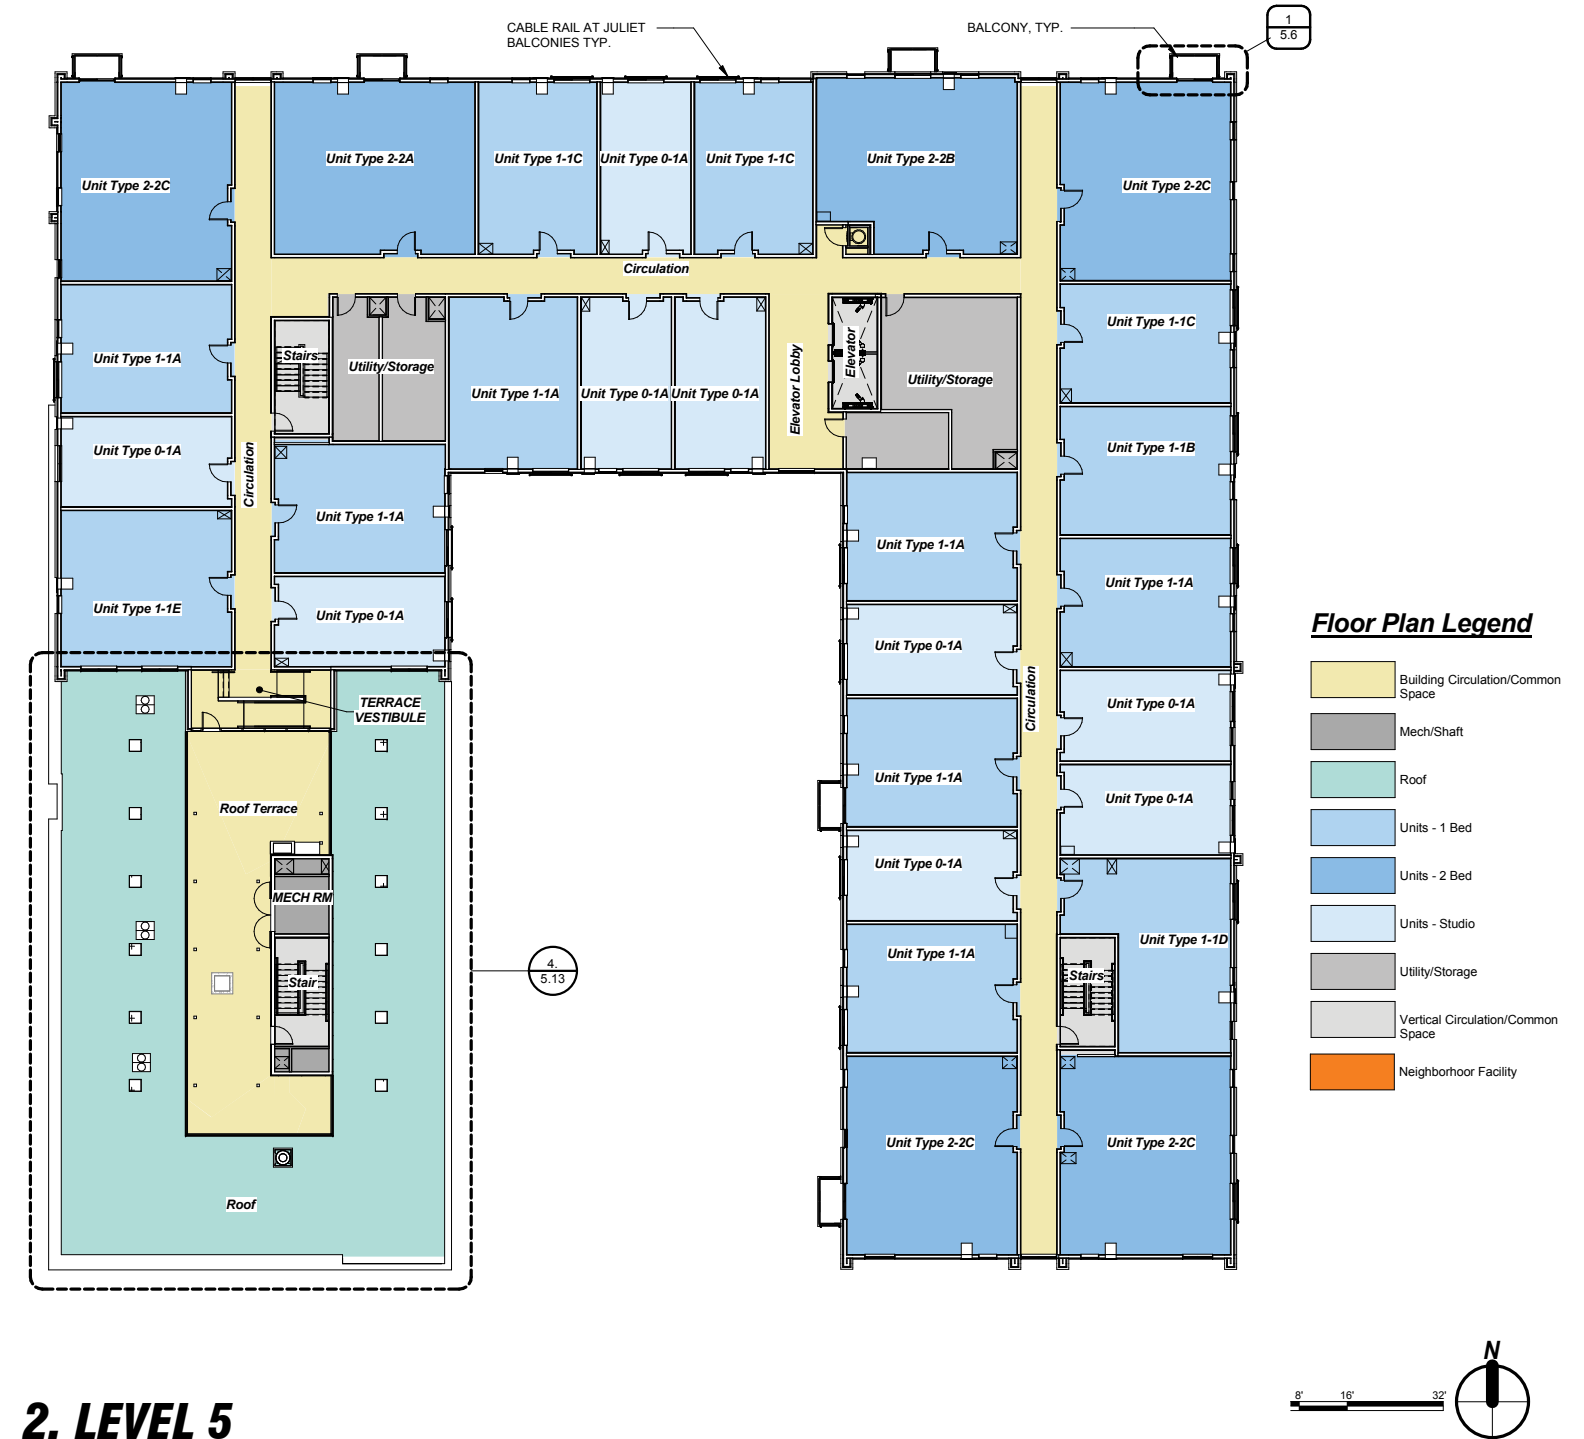 CABLE RAIL AT JULIET
BALCONIES TYP.
BALCONY, TYP.
1
5.6
Unit Type 2-2C
Unit Type 2-2A
Unit Type 1-1C
Unit Type 0-1A
Unit Type 1-1C
Unit Type 2-2B
Unit Type 2-2C
Circulation
Unit Type 1-1A
Stairs
Utility/Storage
Unit Type 1-1A
Unit Type 0-1A
Unit Type 0-1A
Elevator Lobby
Elevator
Utility/Storage
Unit Type 1-1C
Unit Type 0-1A
Circulation
Unit Type 1-1A
Unit Type 1-1B
Unit Type 1-1E
Unit Type 0-1A
Unit Type 1-1A
Unit Type 0-1A
Unit Type 1-1A
Unit Type 0-1A
Circulation
Unit Type 1-1A
Unit Type 0-1A
Unit Type 0-1A
Unit Type 1-1A
Unit Type 1-1D
Stairs
Unit Type 2-2C
Unit Type 2-2C
TERRACE
VESTIBULE
Roof Terrace
MECH RM
Stair
Roof
4.
5.13
Floor Plan Legend
Building Circulation/Common
Space
Mech/Shaft
Roof
Units - 1 Bed
Units - 2 Bed
Units - Studio
Utility/Storage
Vertical Circulation/Common
Space
Neighborhoor Facility
N
8'
16'
32'
2. LEVEL 5